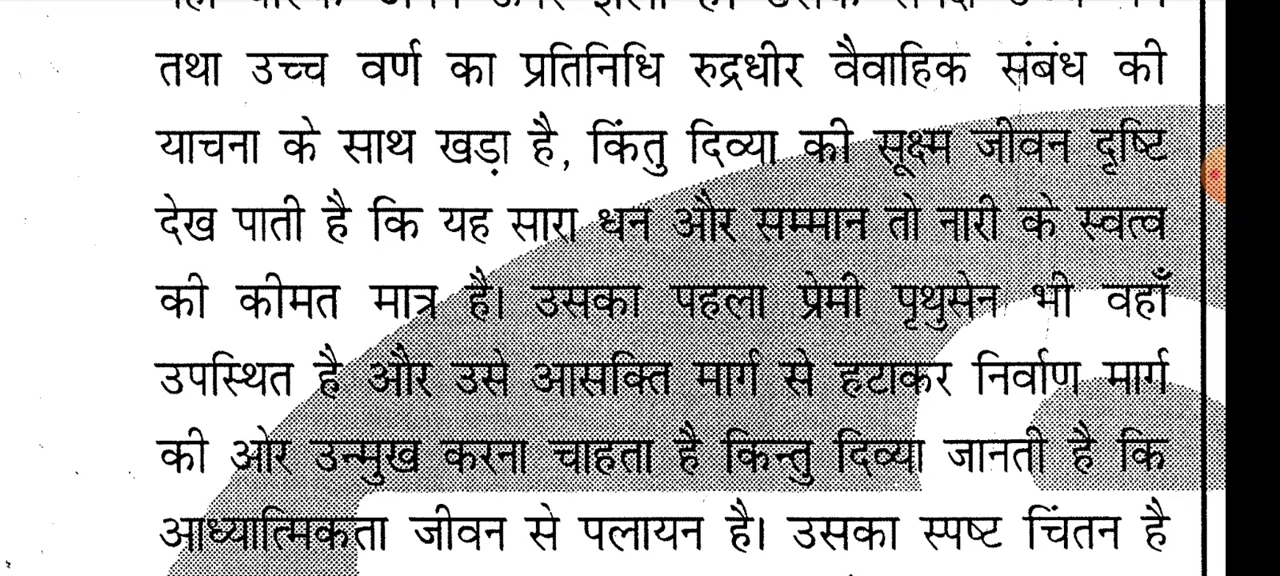 तथा उच्च वर्ण का प्रतिनिधि रुद्रधीर वैवाहिक संबंध की
याचना के साथ खड़ा है, किंतु दिव्या की सूक्ष्म जीवन दृष्टि
देख पाती है कि यह सारा धन और सम्मान तो नारी के स्वत्व
की कीमत मात्र है। उसका पहला प्रेमी पृथुसेन भी वहाँ
उपस्थित है और उसे आसक्ति मार्ग से हटाकर निर्वाण मार्ग
की ओर उन्मुख करना चाहता है किन्तु दिव्या जानती है कि
आध्यात्मिकता जीवन से पलायन है। उसका स्पष्ट चिंतन है